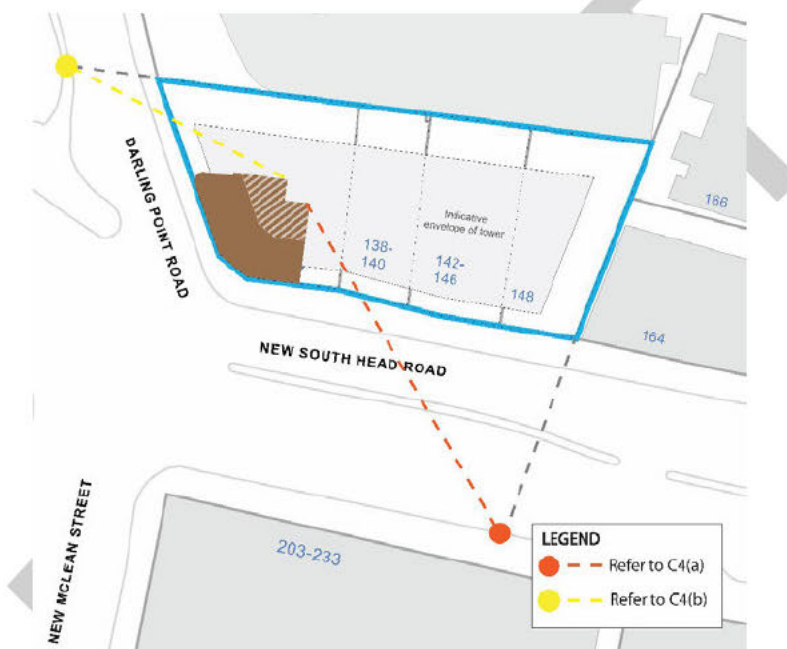 DARLING POINT ROAD
186
Indicative
envelope of tower
138-
140
142-
146
148
164
NEW SOUTH HEAD ROAD
NEW MCLEAN STREET
203-233
LEGEND
Refer to C4(a)
Refer to C4(b)